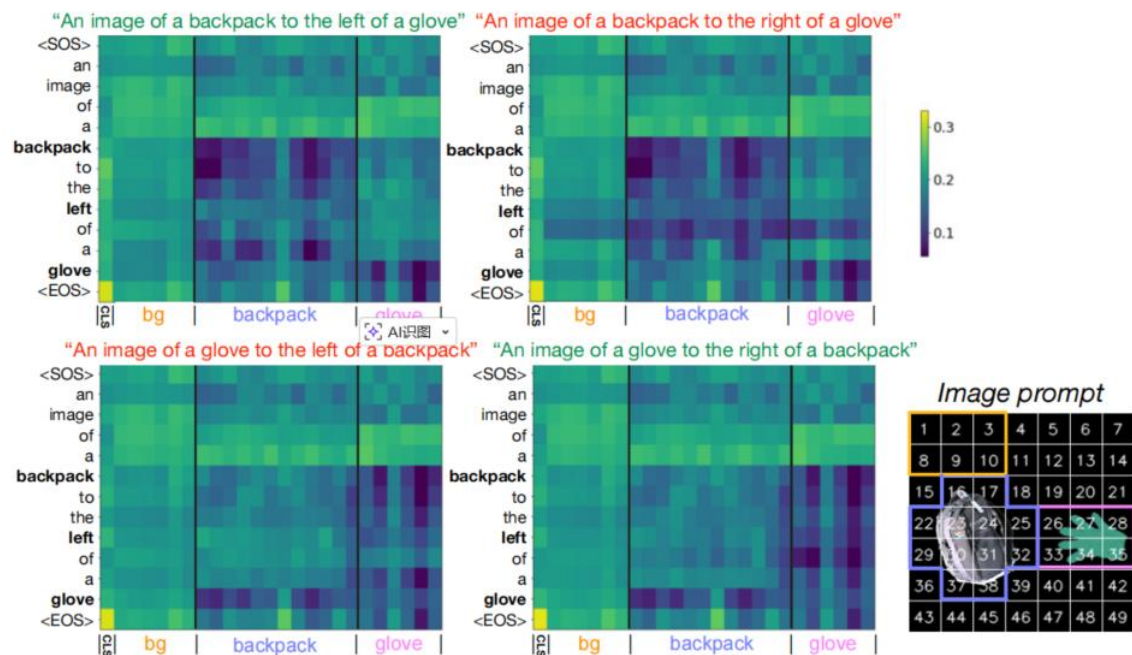 “An image of a backpack to the left of a glove”
“An image of a backpack to the right of a glove”
<SOS>
an
image
of
a
backpack
to
the
left
of
a
glove
<EOS>
CLS
bg
backpack
glove
<SOS>
an
image
of
a
backpack
to
the
left
of
a
glove
<EOS>
CLS
bg
backpack
glove
0.3
0.2
0.1
AI识图
“An image of a glove to the left of a backpack”
“An image of a glove to the right of a backpack”
<SOS>
an
image
of
a
backpack
to
the
left
of
a
glove
<EOS>
CLS
bg
backpack
glove
<SOS>
an
image
of
a
backpack
to
the
left
of
a
glove
<EOS>
CLS
bg
backpack
glove
Image prompt
1 2 3 4 5 6 7
8 9 10 11 12 13 14
15 16 17 18 19 20 21
22 23 24 25 26 27 28
29 30 31 32 33 34 35
36 37 38 39 40 41 42
43 44 45 46 47 48 49